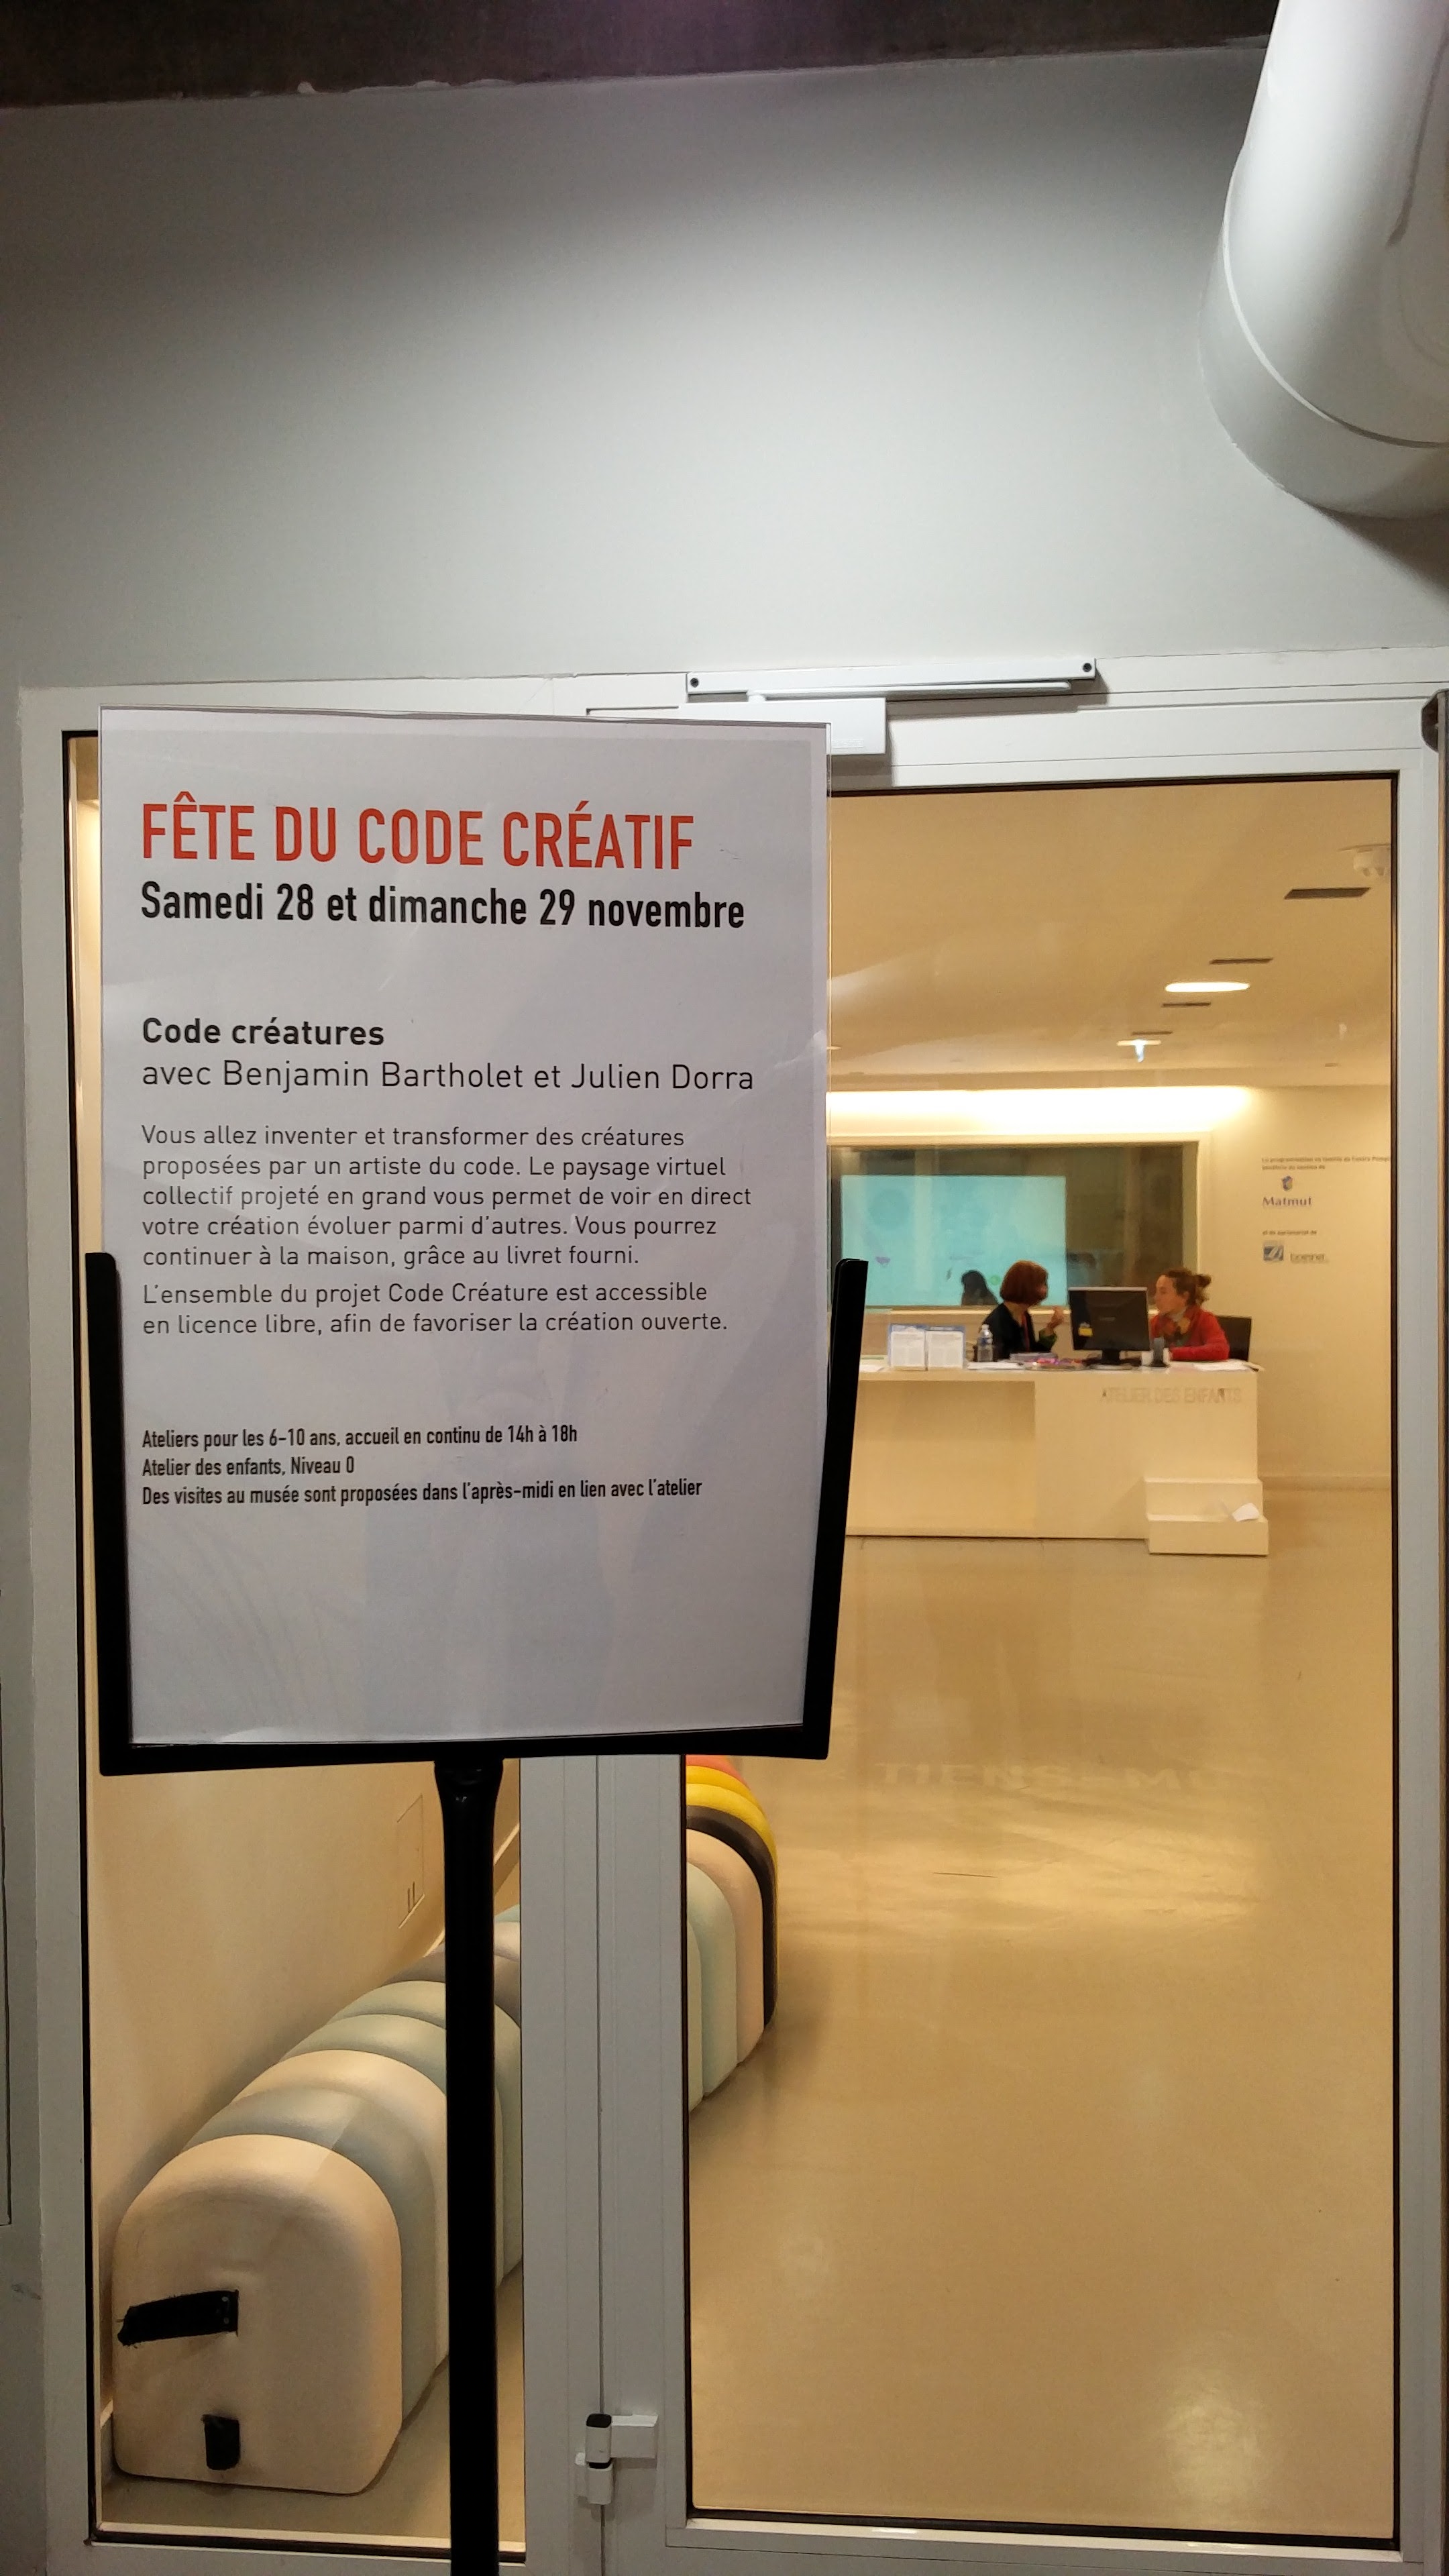 FÊTE DU CODE CRÉATIF
Samedi 28 et dimanche 29 novembre
Code créatures
avec Benjamin Bartholet et Julien Dorra
Vous allez inventer et transformer des créatures
proposées par un artiste du code. Le paysage virtuel
collectif projeté en grand vous permet de voir en direct
votre création évoluer parmi d'autres. Vous pourrez
continuer à la maison, grâce au livret fourni.
L'ensemble du projet Code Créature est accessible
en licence libre, afin de favoriser la création ouverte.
Ateliers pour les 6-10 ans, accueil en continu de 14h à 18h
Atelier des enfants, Niveau 0
Des visites au musée sont proposées dans l'après-midi en lien avec l'atelier
Matmut
ATELIER DES ENFANTS